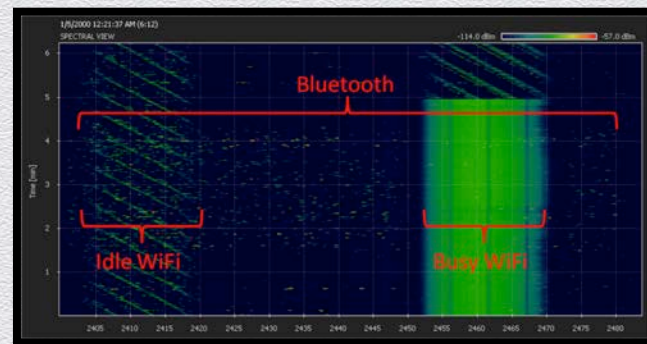 1/5/2000 12:21:37 AM (6:12)
SPECTRAL VIEW
-114.0 dBm
-57.0 dBm
6
5
4
3
2
1
Time [min]
Bluetooth
Idle WiFi
Busy WiFi
2405 2410 2415 2420 2425 2430 2435 2440 2445 2450 2455 2460 2465 2470 2475 2480